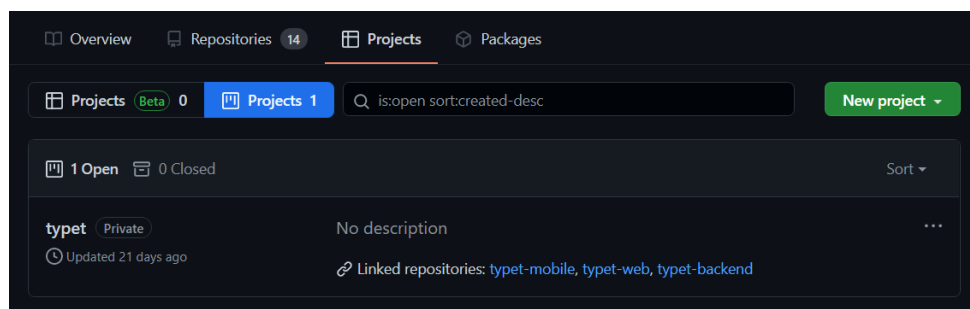 Overview Repositories 14 Projects Packages
Projects Beta 0 Projects 1 is:open sort:created-desc New project
1 Open 0 Closed Sort
typet Private No description
Updated 21 days ago
Linked repositories: typet-mobile, typet-web, typet-backend